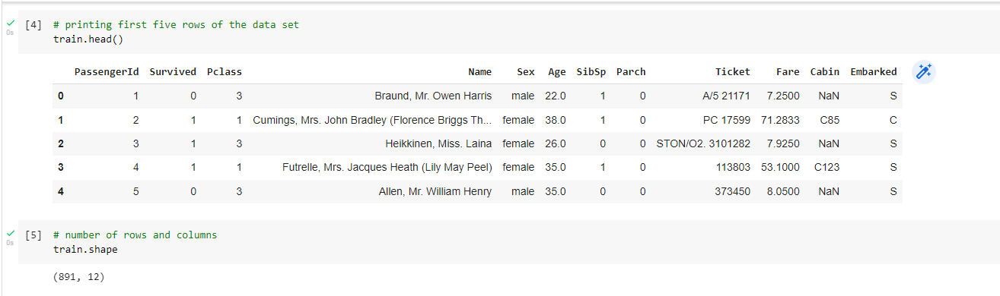 [4] # printing first five rows of the data set
0s train.head()
PassengerId Survived Pclass Name Sex Age SibSp Parch Ticket Fare Cabin Embarked
0 1 0 3 Braund, Mr. Owen Harris male 22.0 1 0 A/5 21171 7.2500 NaN S
1 2 1 1 Cumings, Mrs. John Bradley (Florence Briggs Th... female 38.0 1 0 PC 17599 71.2833 C85 C
2 3 1 3 Heikkinen, Miss. Laina female 26.0 0 0 STON/O2. 3101282 7.9250 NaN S
3 4 1 1 Futrelle, Mrs. Jacques Heath (Lily May Peel) female 35.0 1 0 113803 53.1000 C123 S
4 5 0 3 Allen, Mr. William Henry male 35.0 0 0 373450 8.0500 NaN S
[5] # number of rows and columns
0s train.shape
(891, 12)